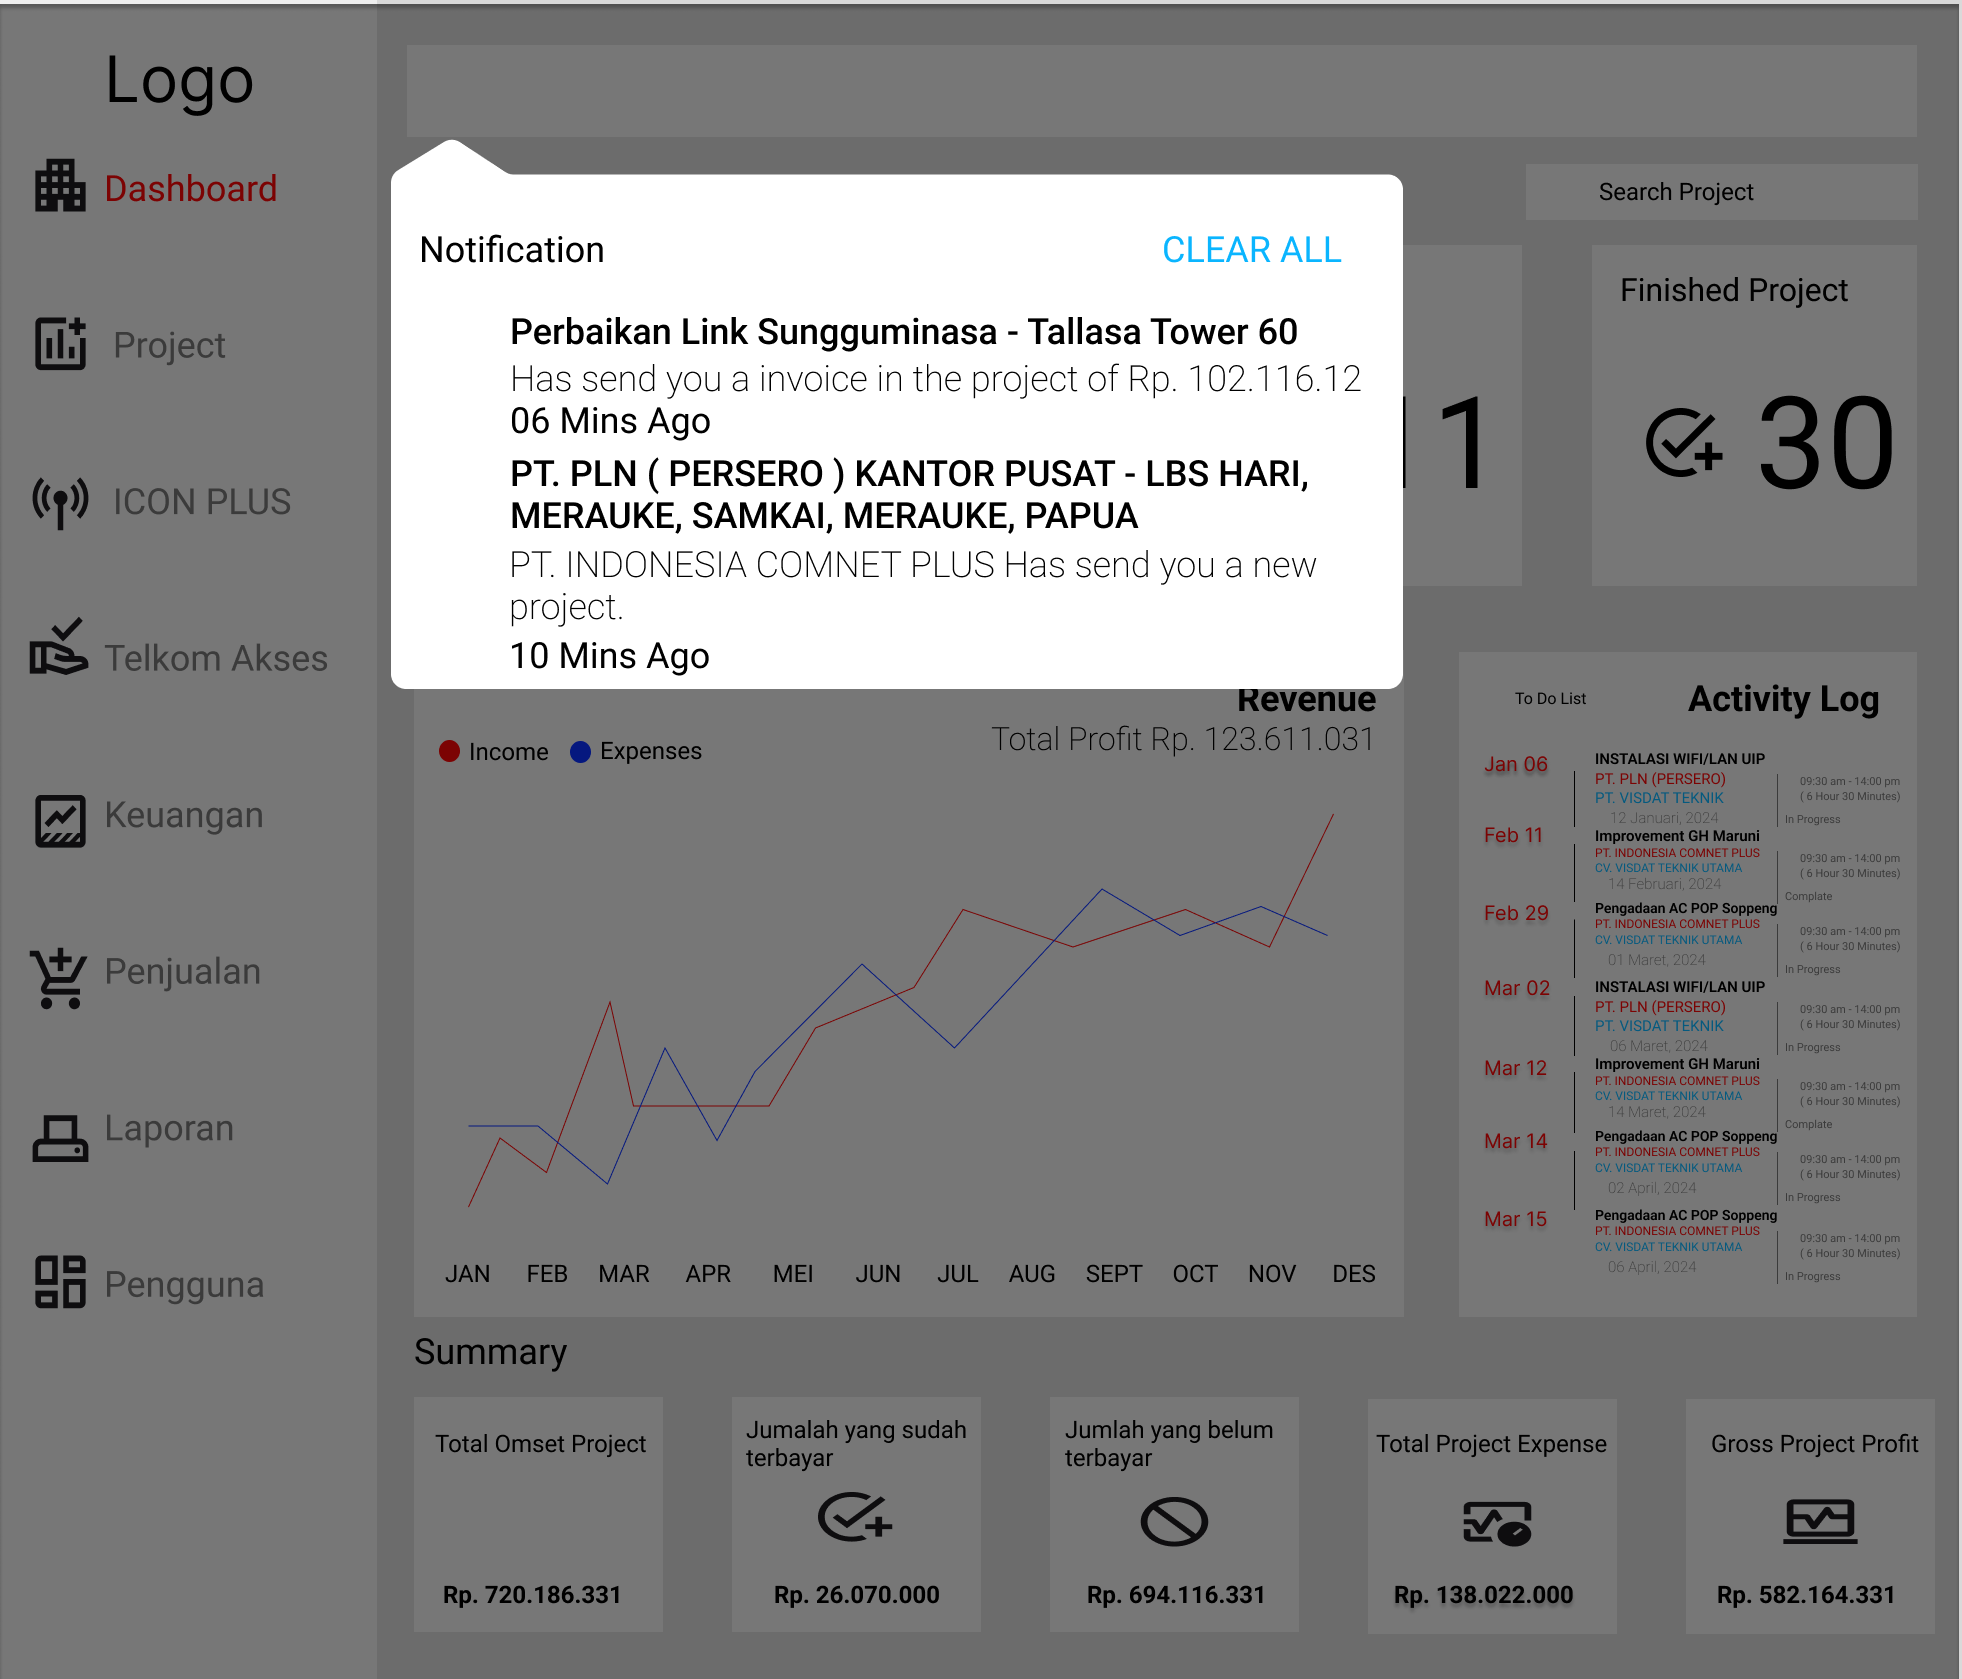 Logo
Dashboard
Project
ICON PLUS
Telkom Akses
Keuangan
Penjualan
Laporan
Pengguna
Search Project
Notification
CLEAR ALL
Perbaikan Link Sungguminasa - Tallasa Tower 60
Has send you a invoice in the project of Rp. 102.116.12
06 Mins Ago
PT. PLN ( PERSERO ) KANTOR PUSAT - LBS HARI,
MERAUKE, SAMKAI, MERAUKE, PAPUA
PT. INDONESIA COMNET PLUS Has send you a new
project.
10 Mins Ago
11
Finished Project
30
Revenue
Total Profit Rp. 123.611.031
Income
Expenses
JAN FEB MAR APR MEI JUN JUL AUG SEPT OCT NOV DES
To Do List
Activity Log
Jan 06
INSTALASI WIFI/LAN UIP
PT. PLN (PERSERO)
PT. VISDAT TEKNIK
12 Januari, 2024
09:30 am - 14:00 pm
( 6 Hour 30 Minutes)
In Progress
Feb 11
Improvement GH Maruni
PT. INDONESIA COMNET PLUS
CV. VISDAT TEKNIK UTAMA
14 Februari, 2024
09:30 am - 14:00 pm
( 6 Hour 30 Minutes)
Complate
Feb 29
Pengadaan AC POP Soppeng
PT. INDONESIA COMNET PLUS
CV. VISDAT TEKNIK UTAMA
01 Maret, 2024
09:30 am - 14:00 pm
( 6 Hour 30 Minutes)
In Progress
Mar 02
INSTALASI WIFI/LAN UIP
PT. PLN (PERSERO)
PT. VISDAT TEKNIK
06 Maret, 2024
09:30 am - 14:00 pm
( 6 Hour 30 Minutes)
In Progress
Mar 12
Improvement GH Maruni
PT. INDONESIA COMNET PLUS
CV. VISDAT TEKNIK UTAMA
14 Maret, 2024
09:30 am - 14:00 pm
( 6 Hour 30 Minutes)
Complate
Mar 14
Pengadaan AC POP Soppeng
PT. INDONESIA COMNET PLUS
CV. VISDAT TEKNIK UTAMA
02 April, 2024
09:30 am - 14:00 pm
( 6 Hour 30 Minutes)
In Progress
Mar 15
Pengadaan AC POP Soppeng
PT. INDONESIA COMNET PLUS
CV. VISDAT TEKNIK UTAMA
06 April, 2024
09:30 am - 14:00 pm
( 6 Hour 30 Minutes)
In Progress
Summary
Total Omset Project
Rp. 720.186.331
Jumalah yang sudah
terbayar
Rp. 26.070.000
Jumlah yang belum
terbayar
Rp. 694.116.331
Total Project Expense
Rp. 138.022.000
Gross Project Profit
Rp. 582.164.331